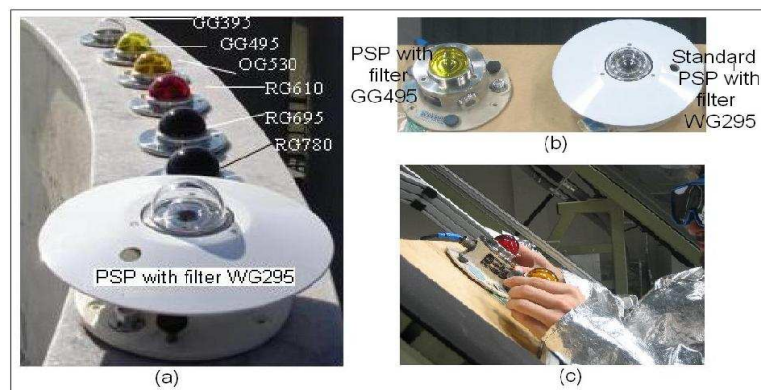 GG395
GG495
OG530
RG610
RG695
RG780
PSP with filter WG295
(a)
PSP with
filter
GG495
Standard
PSP with
filter
WG295
(b)
(c)